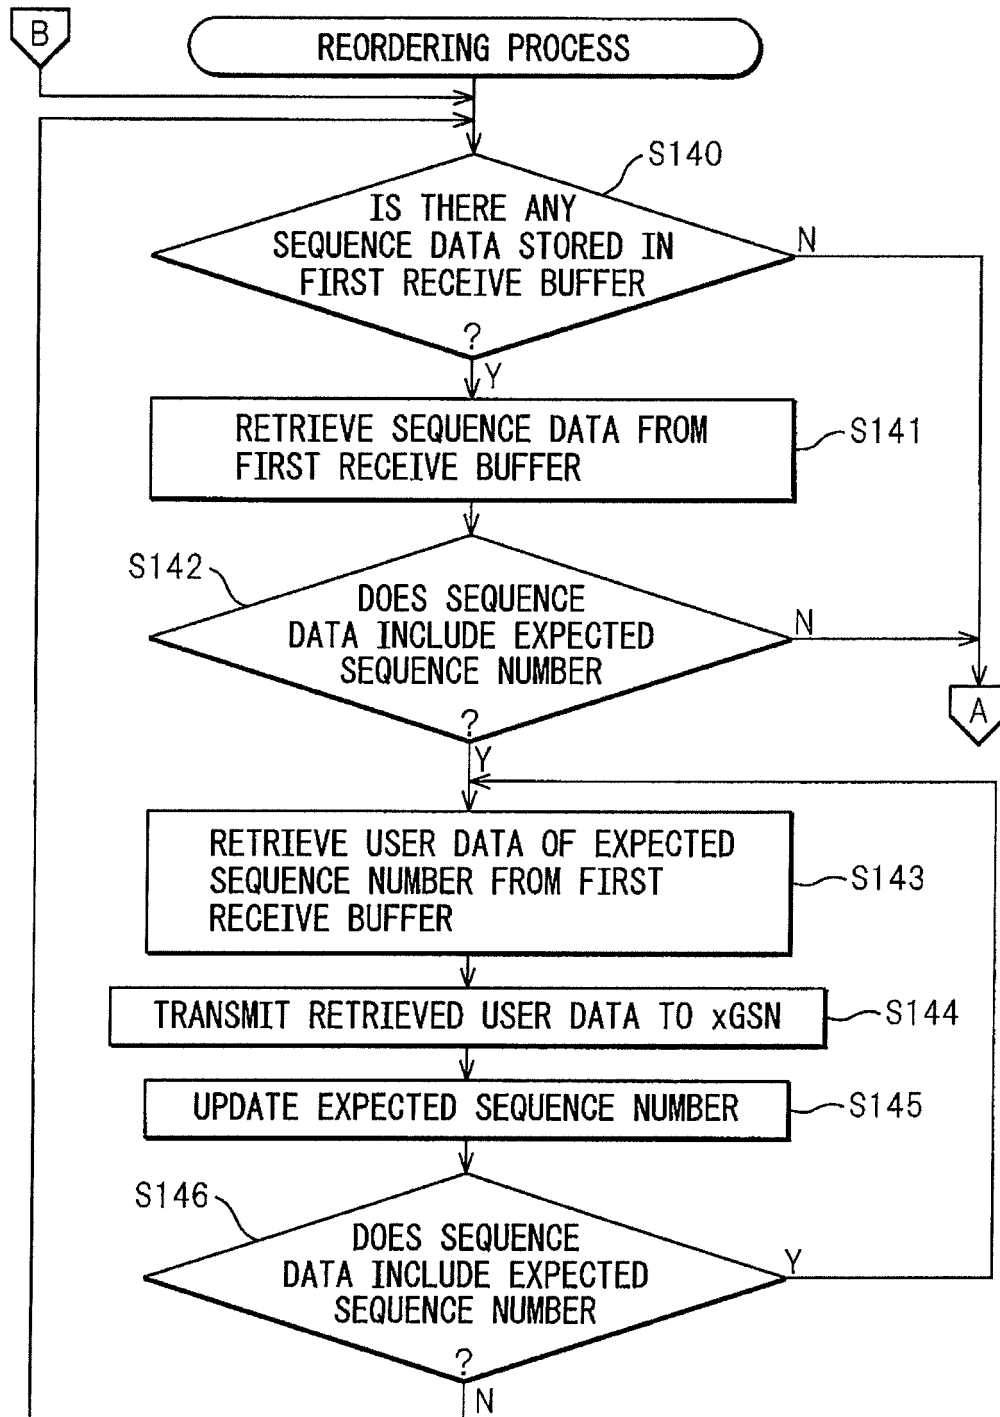 B
REORDERING PROCESS
S140
IS THERE ANY
SEQUENCE DATA STORED IN
FIRST RECEIVE BUFFER
?
N
Y
RETRIEVE SEQUENCE DATA FROM
FIRST RECEIVE BUFFER
S141
S142
DOES SEQUENCE
DATA INCLUDE EXPECTED
SEQUENCE NUMBER
?
N
A
Y
RETRIEVE USER DATA OF EXPECTED
SEQUENCE NUMBER FROM FIRST
RECEIVE BUFFER
S143
TRANSMIT RETRIEVED USER DATA TO xGSN
S144
UPDATE EXPECTED SEQUENCE NUMBER
S145
S146
DOES SEQUENCE
DATA INCLUDE EXPECTED
SEQUENCE NUMBER
?
Y
N